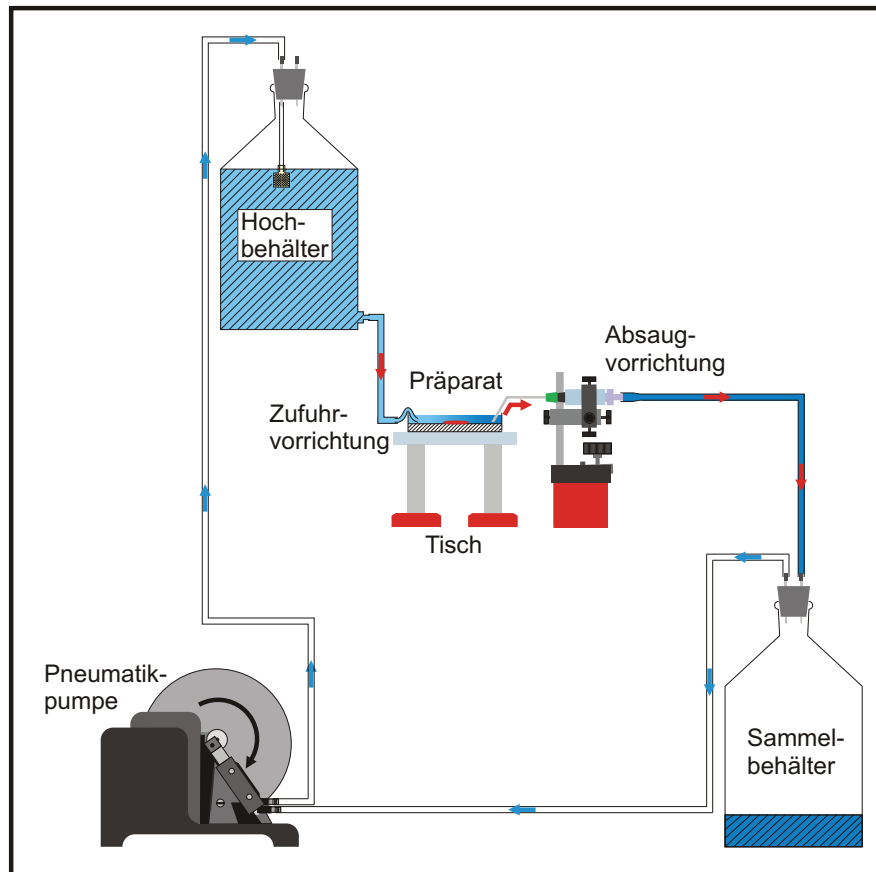 Hoch-
behälter
Absaug-
vorrichtung
Präparat
Zufuhr-
vorrichtung
Tisch
Pneumatik-
pumpe
Sammel-
behälter